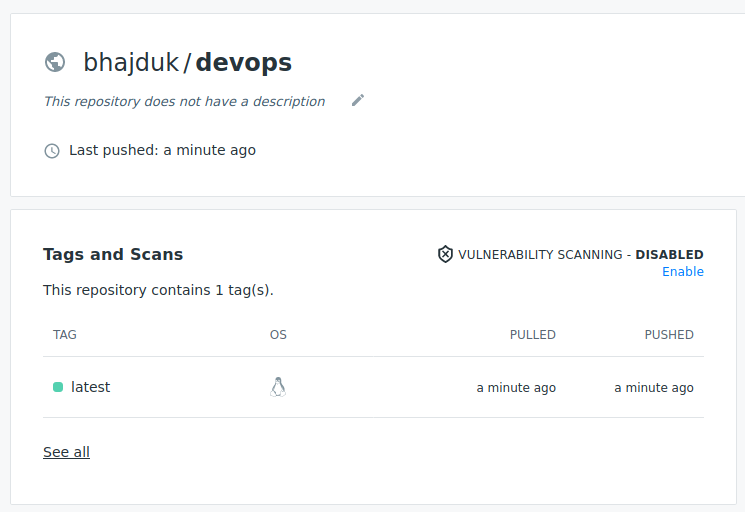 bhajduk / devops
This repository does not have a description
Last pushed: a minute ago
Tags and Scans
VULNERABILITY SCANNING - DISABLED
Enable
This repository contains 1 tag(s).
TAG OS PULLED PUSHED
latest a minute ago a minute ago
See all